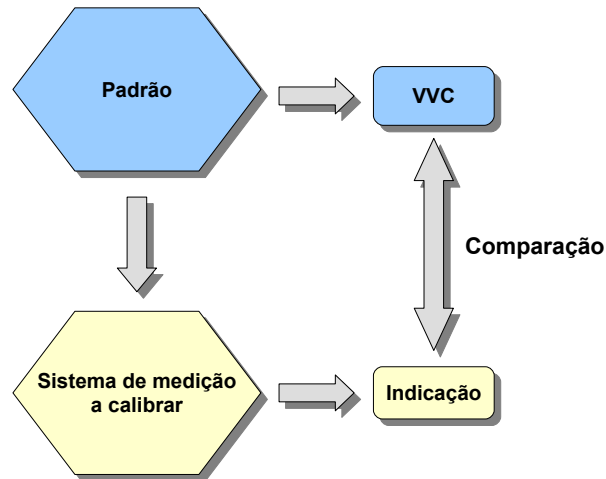 Padrão
VVC
Comparação
Sistema de medição
a calibrar
Indicação